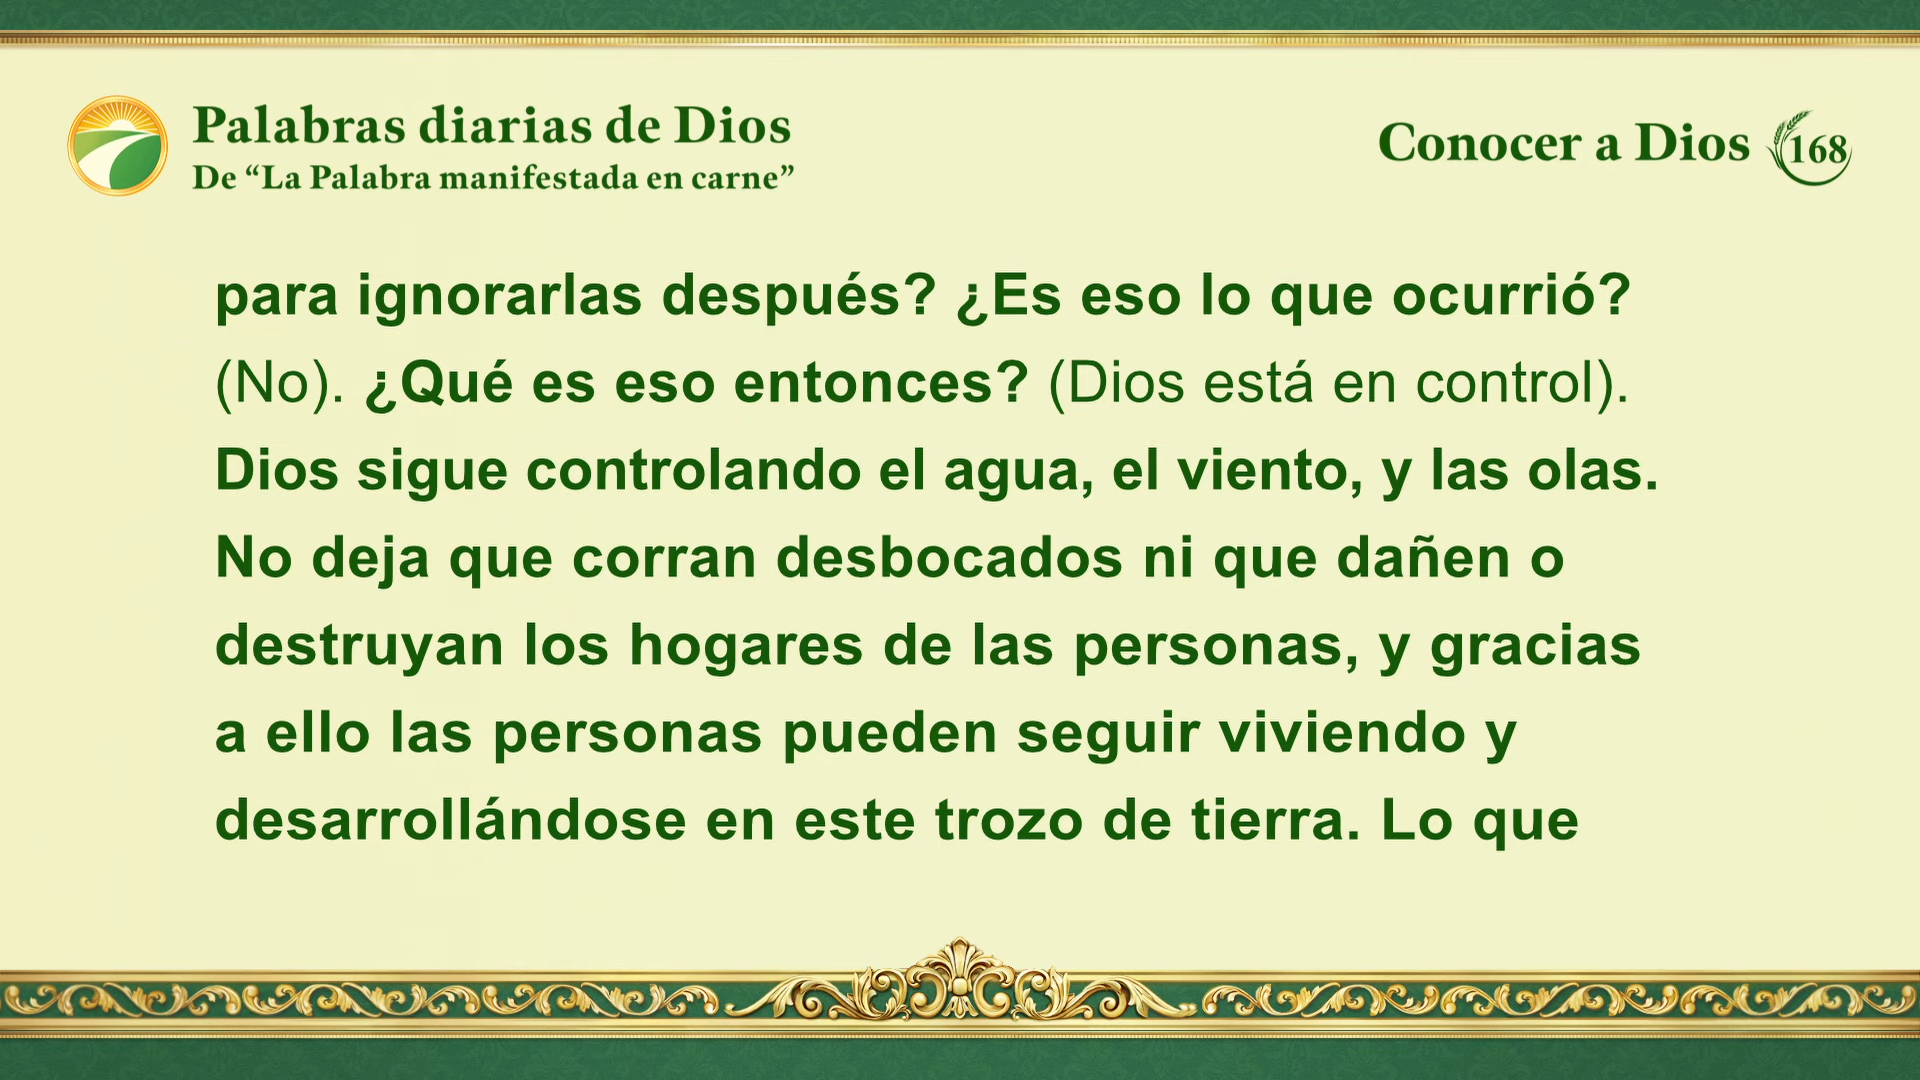 Palabras diarias de Dios
De “La Palabra manifestada en carne”
Conocer a Dios 168
para ignorarlas después? ¿Es eso lo que ocurrió?
(No). ¿Qué es eso entonces? (Dios está en control).
Dios sigue controlando el agua, el viento, y las olas.
No deja que corran desbocados ni que dañen o
destruyan los hogares de las personas, y gracias
a ello las personas pueden seguir viviendo y
desarrollándose en este trozo de tierra. Lo que